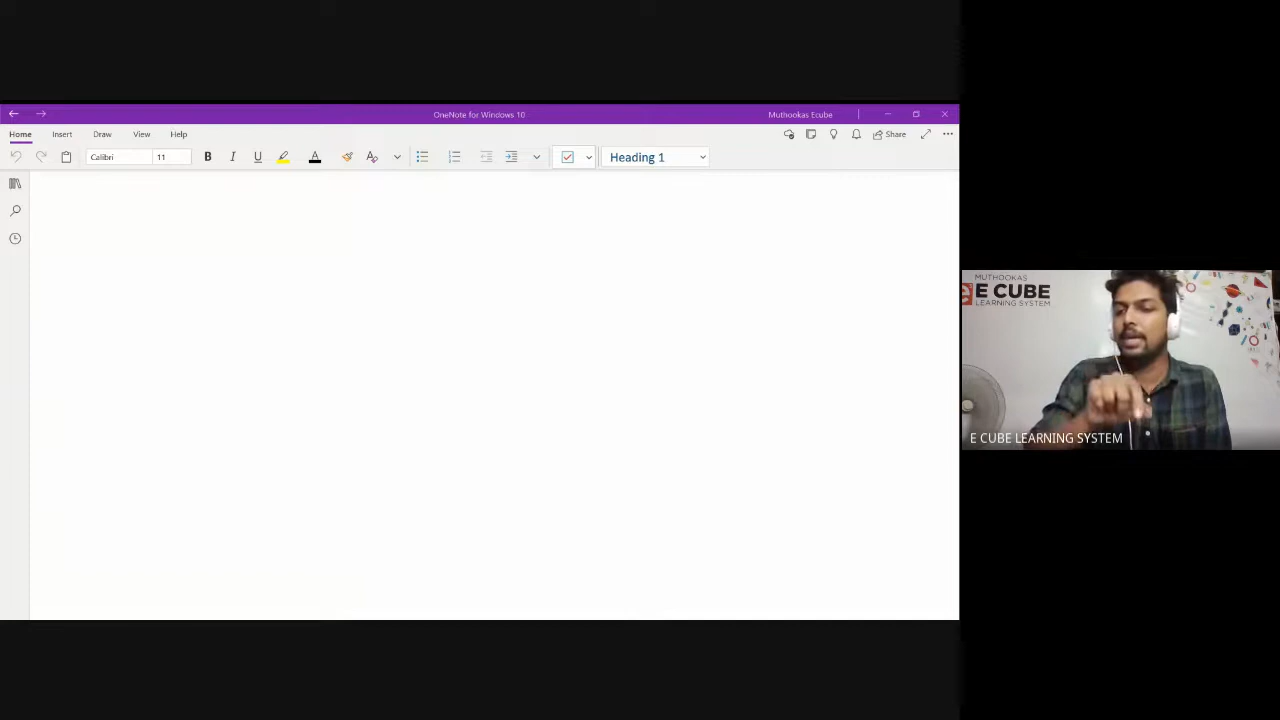 OneNote for Windows 10
Muthookas Ecube
Home Insert Draw View Help
Share
Calibri 11 B I U A A Heading 1
MUTHOOKAS
E CUBE
LEARNING SYSTEM
E CUBE LEARNING SYSTEM